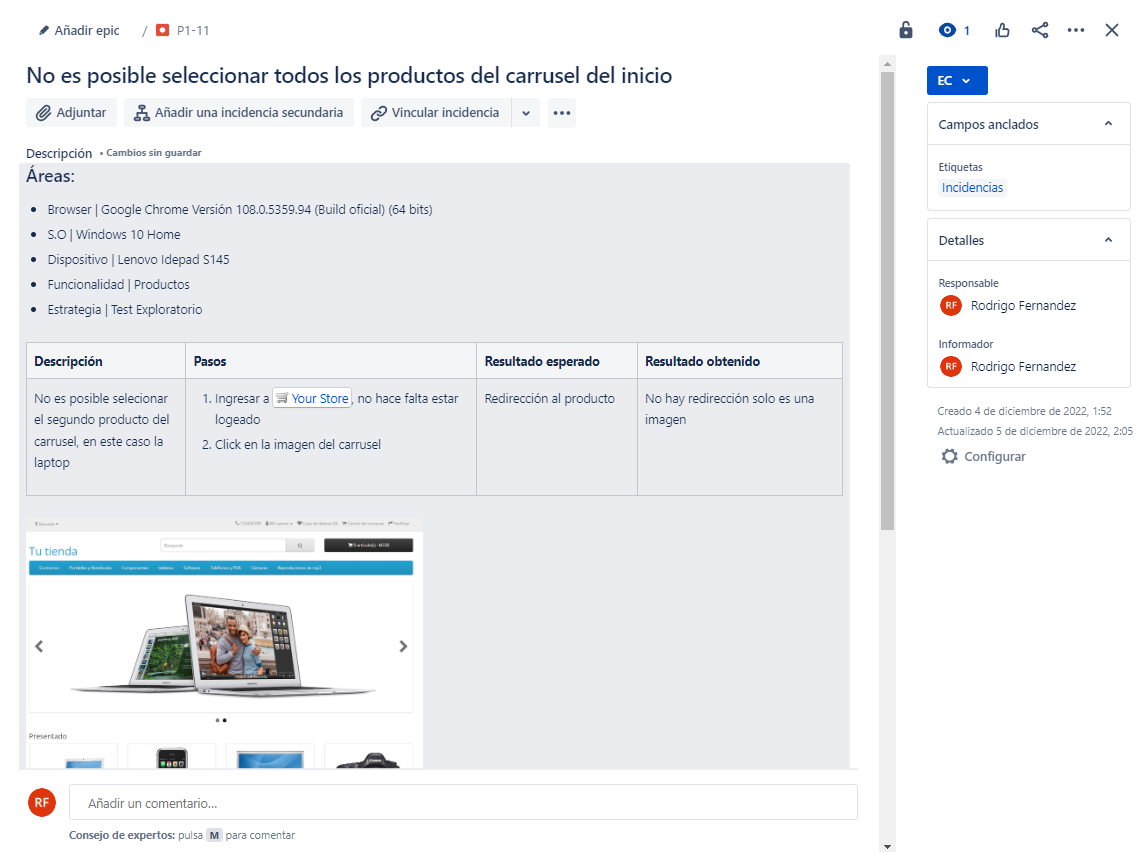 Añadir epic / P1-11
1
No es posible seleccionar todos los productos del carrusel del inicio
Adjuntar Añadir una incidencia secundaria Vincular incidencia
Descripción • Cambios sin guardar
Áreas:
• Browser | Google Chrome Versión 108.0.5359.94 (Build oficial) (64 bits)
• S.O | Windows 10 Home
• Dispositivo | Lenovo Idepad S145
• Funcionalidad | Productos
• Estrategia | Test Exploratorio
Descripción Pasos Resultado esperado Resultado obtenido
No es posible seleccionar
el segundo producto del
carrusel, en este caso la
laptop
1. Ingresar a Your Store, no hace falta estar
logeado
2. Click en la imagen del carrusel
Redirección al producto
No hay redirección solo es una
imagen
Tu tienda
Búsqueda
Presentado
RF Añadir un comentario...
Consejo de expertos: pulsa M para comentar
EC
Campos anclados
Etiquetas
Incidencias
Detalles
Responsable
RF Rodrigo Fernandez
Informador
RF Rodrigo Fernandez
Creado 4 de diciembre de 2022, 1:52
Actualizado 5 de diciembre de 2022, 2:05
Configurar